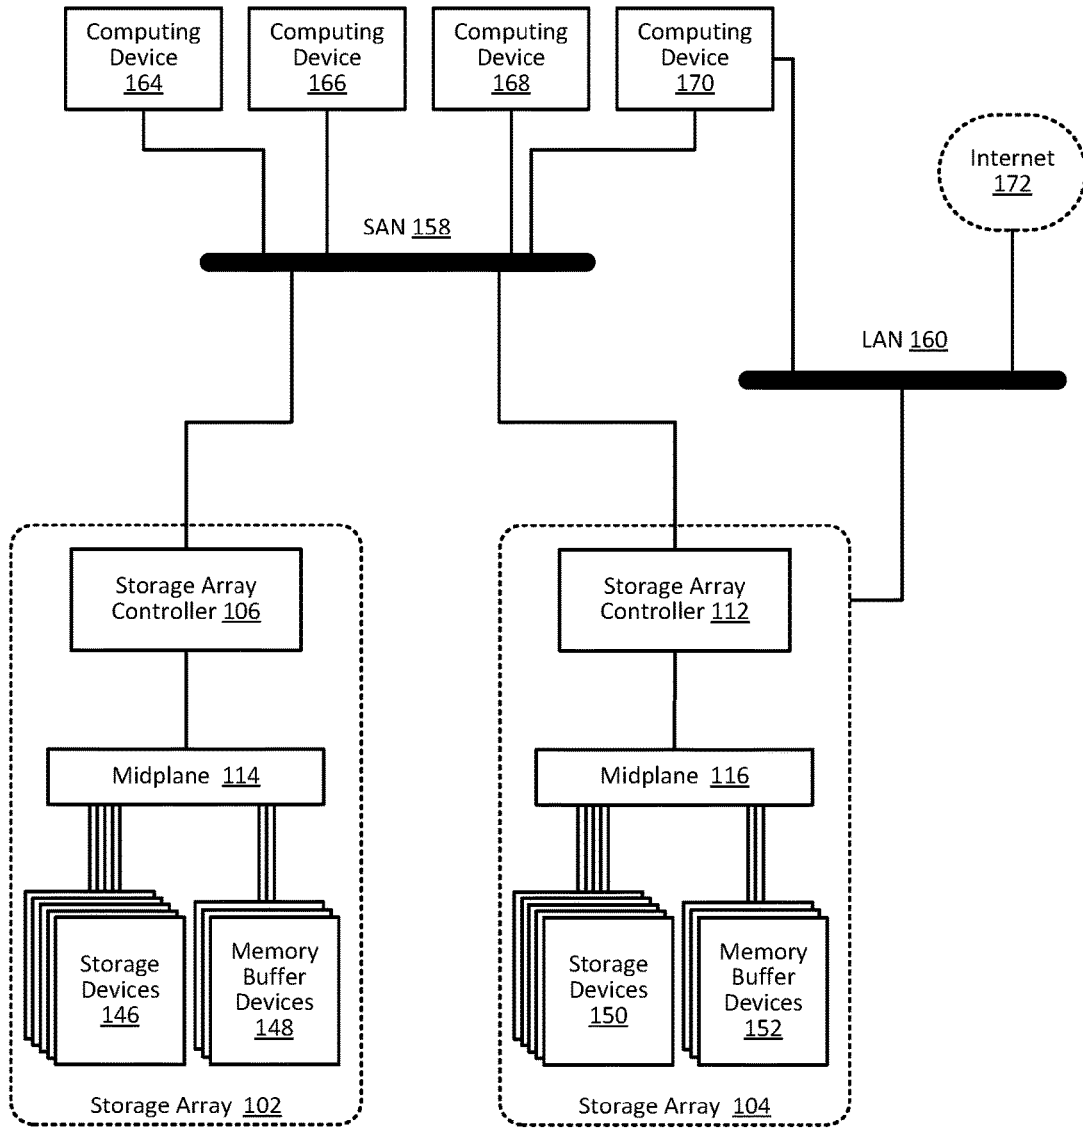 Computing
Device
164
Computing
Device
166
Computing
Device
168
Computing
Device
170
Internet
172
SAN 158
LAN 160
Storage Array
Controller 106
Storage Array
Controller 112
Midplane 114
Midplane 116
Storage
Devices
146
Memory
Buffer
Devices
148
Storage
Devices
150
Memory
Buffer
Devices
152
Storage Array 102
Storage Array 104